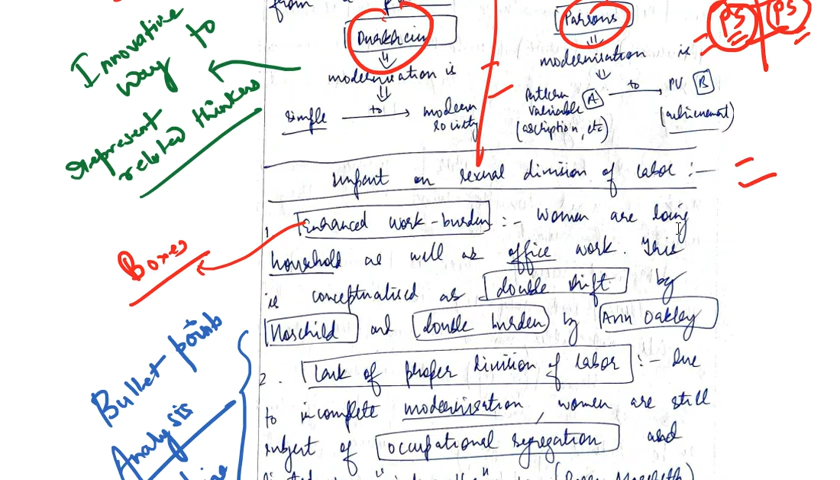 from a
Durkheim
Parsons
PS PS
modernisation is
modernisation is
simple to modern society
Pattern Variable A to PV B
(ascription, etc)
(achievement)
Innovative way to represent related thinkers
Impact on sexual division of labor :-
1. Enhanced work-burden :- women are doing
household as well as office work. This
is conceptualised as double shift by
Hoschild and double burden by Ann Oakley
Boxes
2. Lack of proper division of labor :- Due
to incomplete modernisation, women are still
subject of occupational segregation and
Bullet points
Analysis